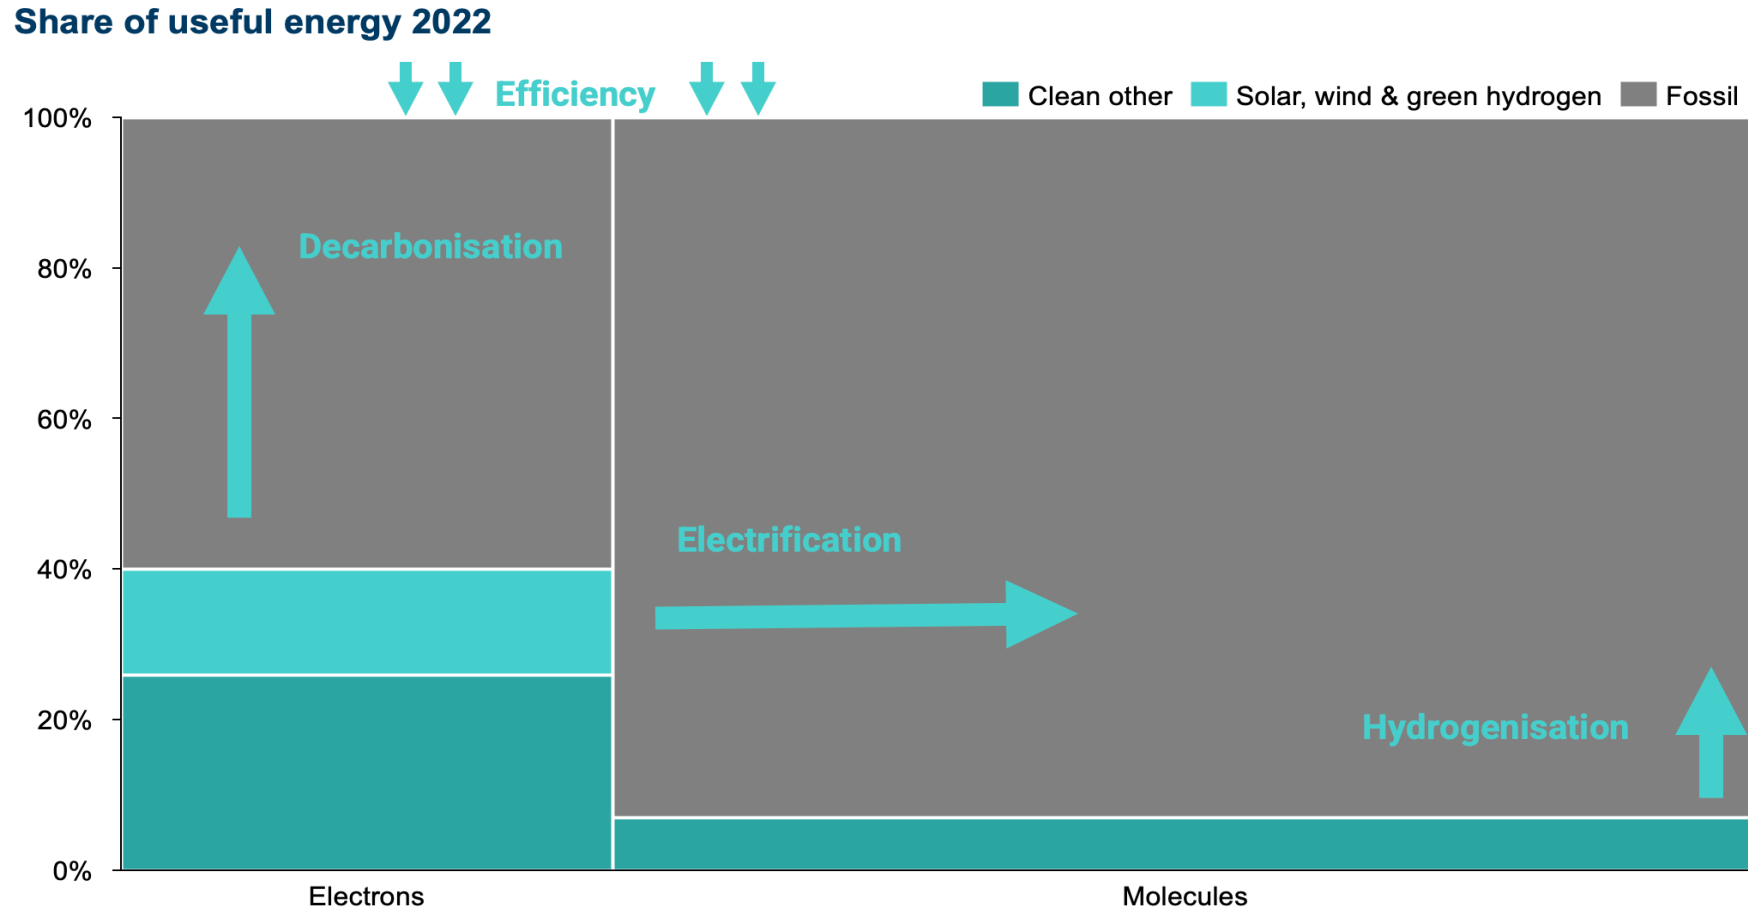 Share of useful energy 2022
Efficiency
Clean other
Solar, wind & green hydrogen
Fossil
100%
80%
60%
40%
20%
0%
Decarbonisation
Electrification
Hydrogenisation
Electrons
Molecules